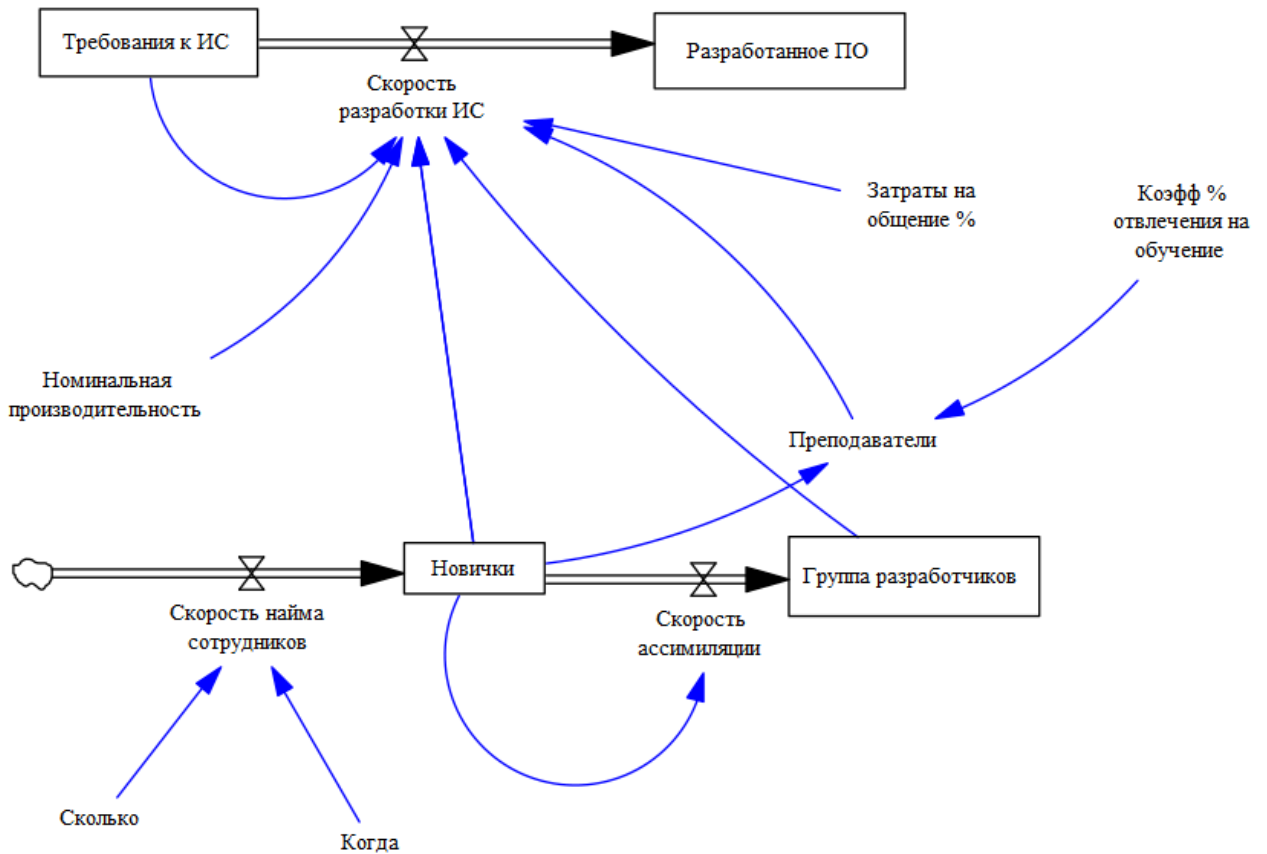 Требования к ИС
Разработанное ПО
Скорость
разработки ИС
Затраты на
общение %
Коэфф %
отвлечения на
обучение
Номинальная
производительность
Преподаватели
Новички
Группа разработчиков
Скорость найма
сотрудников
Скорость
ассимиляции
Сколько
Когда